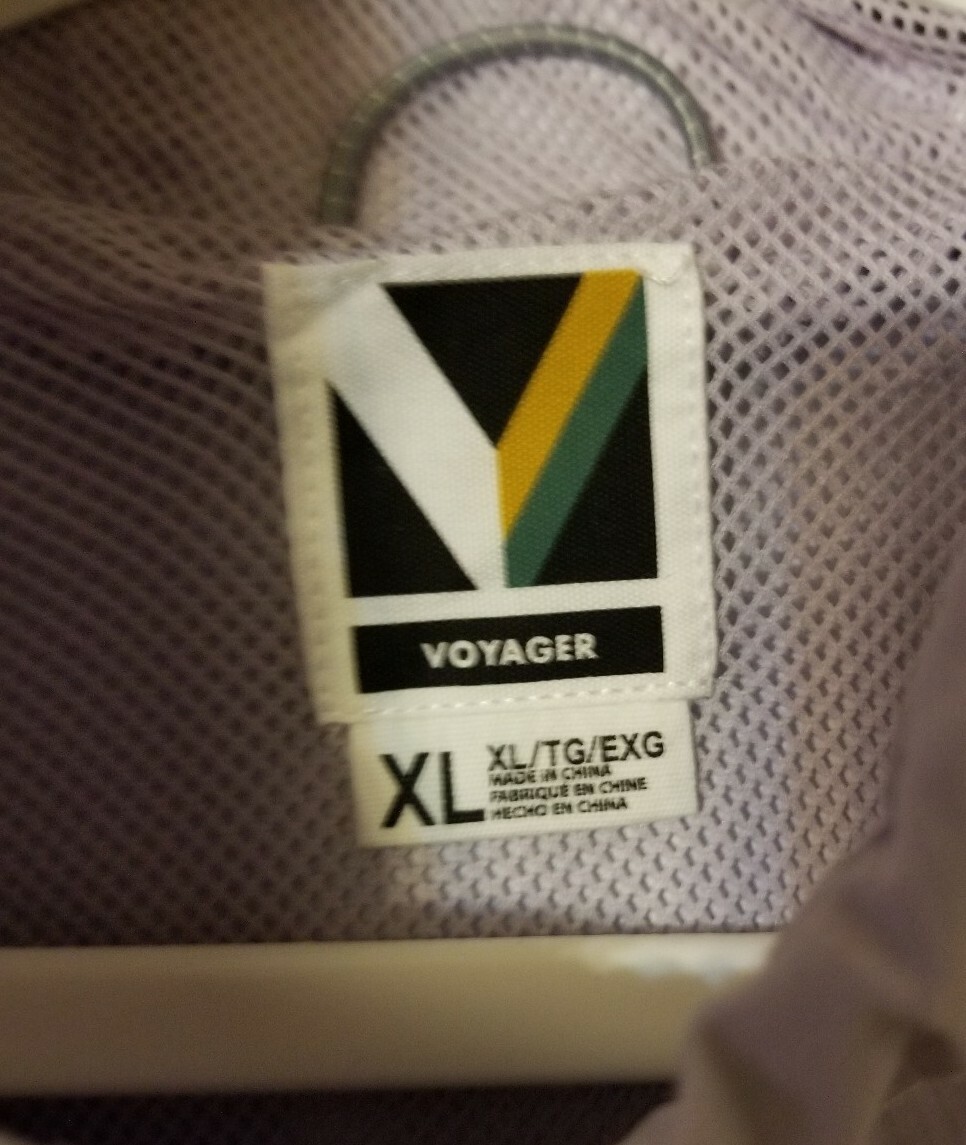 VOYAGER
XL
XL/TG/EXG
MADE IN CHINA
FABRIQUÉ EN CHINE
HECHO EN CHINA